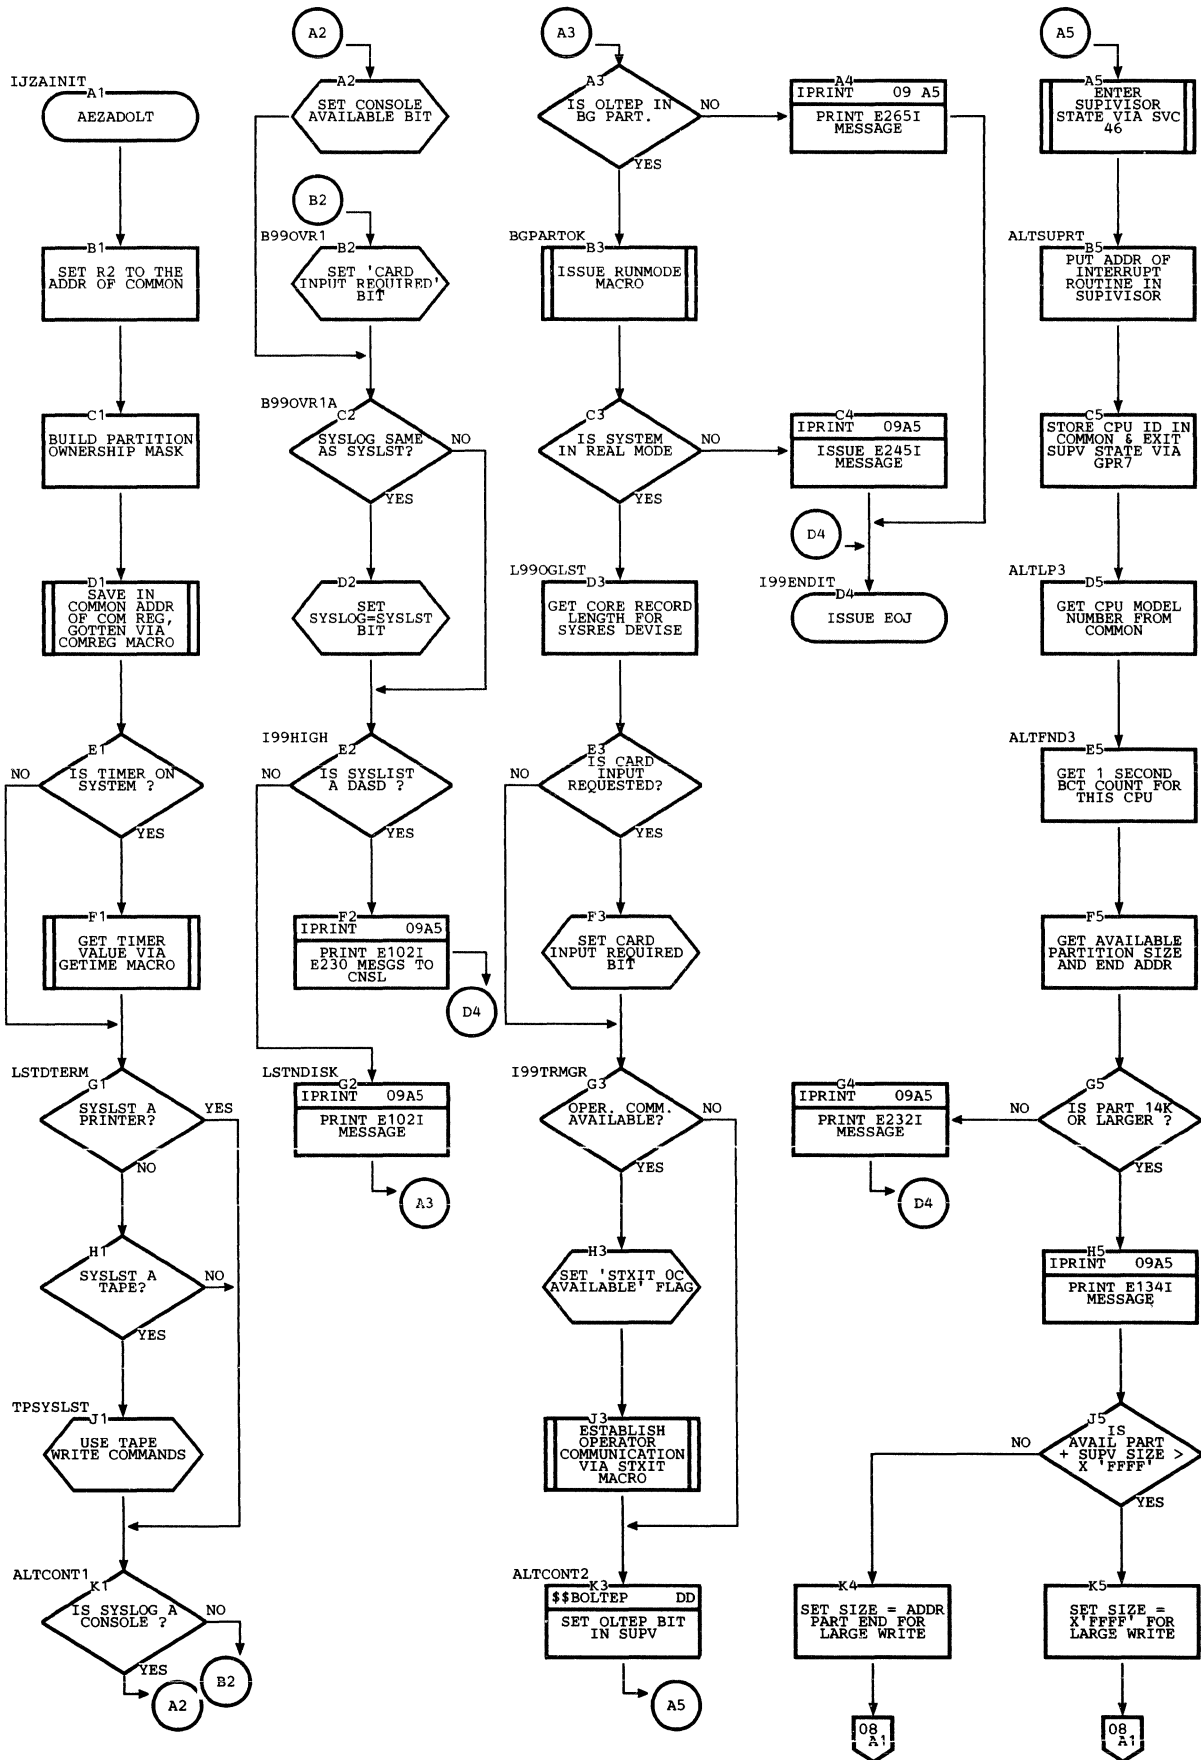 IJZAINIT
A1
AEZADOLT
B1
SET R2 TO THE
ADDR OF COMMON
C1
BUILD PARTITION
OWNERSHIP MASK
D1
SAVE IN
COMMON ADDR
OF COM REG,
GOTTEN VIA
COMREG MACRO
E1
IS TIMER ON
SYSTEM ?
NO
YES
F1
GET TIMER
VALUE VIA
GETIME MACRO
LSTDTERM
G1
SYSLST A
PRINTER?
YES
NO
H1
SYSLST A
TAPE?
NO
YES
TPSYSLST
J1
USE TAPE
WRITE COMMANDS
ALTCONT1
K1
IS SYSLOG A
CONSOLE ?
NO
YES
A2
B2
A2
A2
SET CONSOLE
AVAILABLE BIT
B2
B99OVR1
B2
SET 'CARD
INPUT REQUIRED'
BIT
B99OVR1A
C2
SYSLOG SAME
AS SYSLST?
NO
YES
D2
SET
SYSLOG=SYSLST
BIT
I99HIGH
E2
IS SYSLIST
A DASD ?
NO
YES
F2
IPRINT 09A5
PRINT E102I
E230 MESGS TO
CNSL
D4
LSTNDISK
G2
IPRINT 09A5
PRINT E102I
MESSAGE
A3
A3
A3
IS OLTEP IN
BG PART.
NO
YES
BGPARTOK
B3
ISSUE RUNMODE
MACRO
C3
IS SYSTEM
IN REAL MODE
NO
YES
L99OGLST
D3
GET CORE RECORD
LENGTH FOR
SYSRES DEVISE
E3
IS CARD
INPUT
REQUESTED?
NO
YES
F3
SET CARD
INPUT REQUIRED
BIT
I99TRMGR
G3
OPER. COMM.
AVAILABLE?
NO
YES
H3
SET 'STXIT OC
AVAILABLE' FLAG
J3
ESTABLISH
OPERATOR
COMMUNICATION
VIA STXIT
MACRO
ALTCONT2
K3
$$BOLTEP DD
SET OLTEP BIT
IN SUPV
A5
A4
IPRINT 09 A5
PRINT E265I
MESSAGE
C4
IPRINT 09A5
ISSUE E245I
MESSAGE
D4
I99ENDIT
D4
ISSUE EOJ
G4
IPRINT 09A5
PRINT E232I
MESSAGE
D4
K4
SET SIZE = ADDR
PART END FOR
LARGE WRITE
08
A1
A5
A5
ENTER
SUPIVISOR
STATE VIA SVC
46
ALTSUPRT
B5
PUT ADDR OF
INTERRUPT
ROUTINE IN
SUPIVISOR
C5
STORE CPU ID IN
COMMON & EXIT
SUPV STATE VIA
GPR7
ALTLP3
D5
GET CPU MODEL
NUMBER FROM
COMMON
ALTFND3
E5
GET 1 SECOND
BCT COUNT FOR
THIS CPU
F5
GET AVAILABLE
PARTITION SIZE
AND END ADDR
G5
IS PART 14K
OR LARGER ?
NO
YES
H5
IPRINT 09A5
PRINT E134I
MESSAGE
J5
IS
AVAIL PART
+ SUPV SIZE >
X 'FFFF'
NO
YES
K5
SET SIZE =
X'FFFF' FOR
LARGE WRITE
08
A1